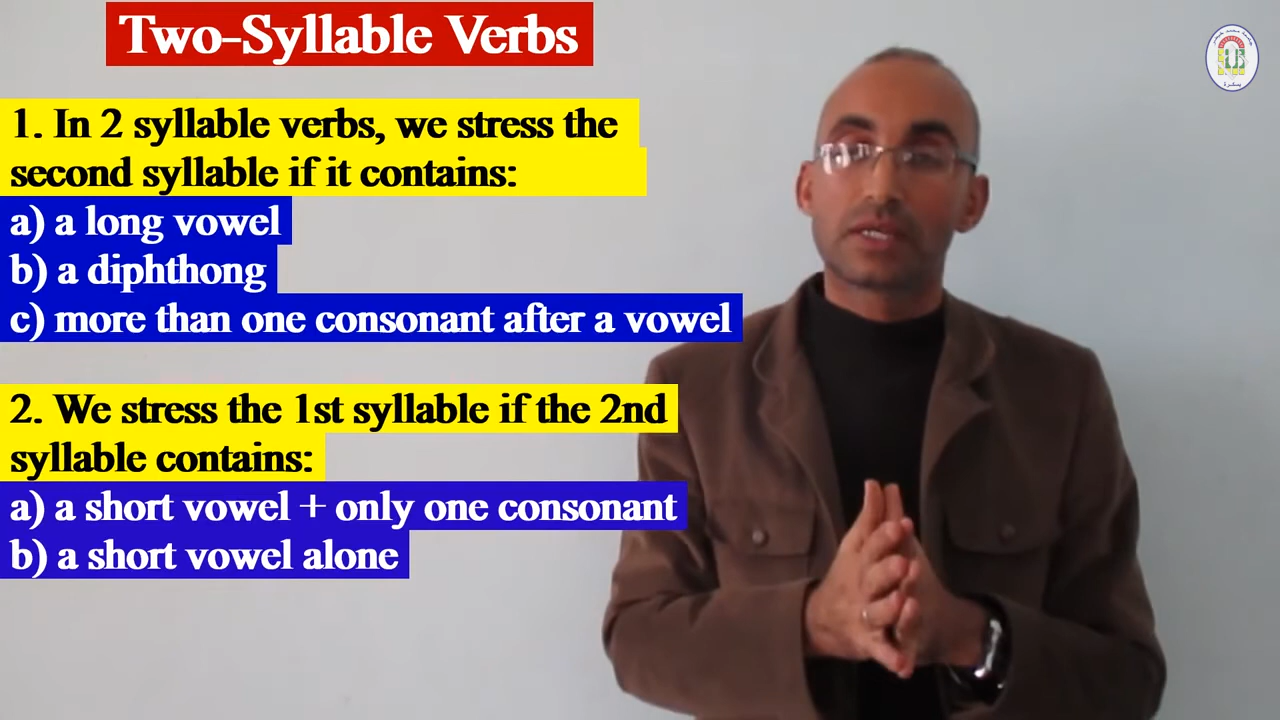 Two-Syllable Verbs
1. In 2 syllable verbs, we stress the
second syllable if it contains:
a) a long vowel
b) a diphthong
c) more than one consonant after a vowel
2. We stress the 1st syllable if the 2nd
syllable contains:
a) a short vowel + only one consonant
b) a short vowel alone